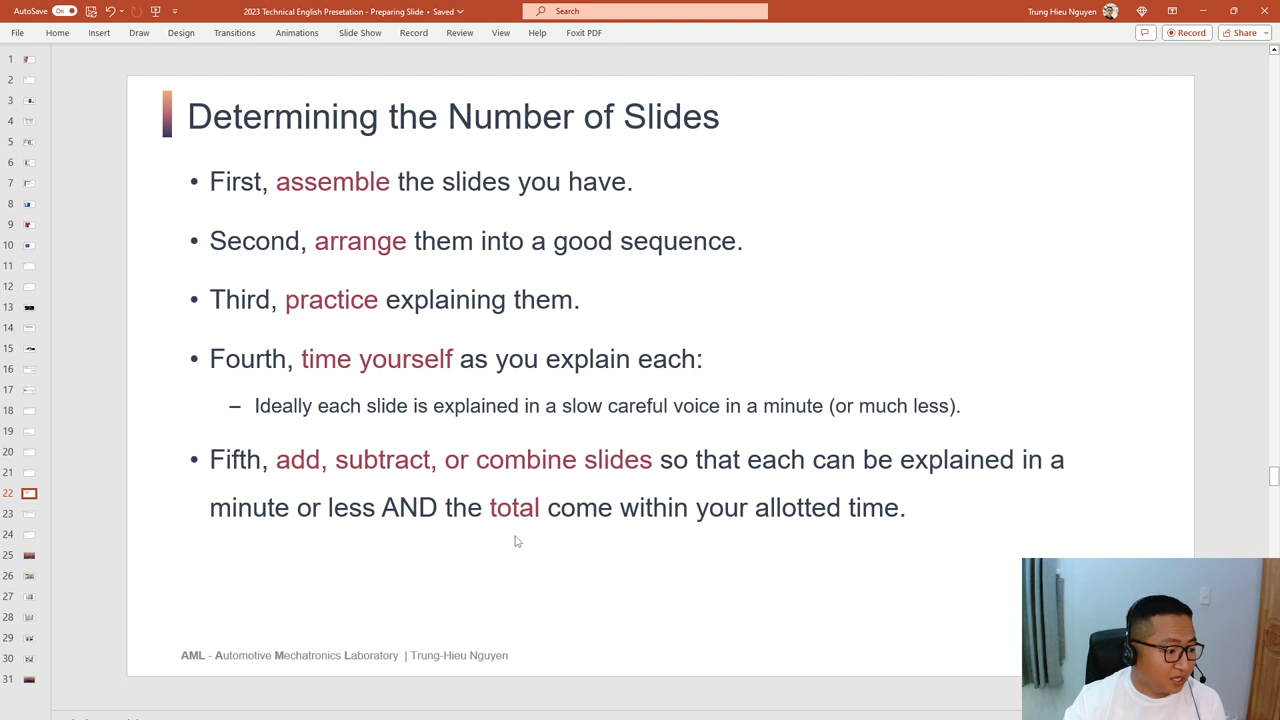 AutoSave On 2023 Technical English Presetation - Preparing Slide • Saved Search Trung Hieu Nguyen
File Home Insert Draw Design Transitions Animations Slide Show Record Review View Help Foxit PDF Record Share
1
2
3
4
5
6
7
8
9
10
11
12
13
14
15
16
17
18
19
20
21
22
23
24
25
26
27
28
29
30
31
Determining the Number of Slides
• First, assemble the slides you have.
• Second, arrange them into a good sequence.
• Third, practice explaining them.
• Fourth, time yourself as you explain each:
– Ideally each slide is explained in a slow careful voice in a minute (or much less).
• Fifth, add, subtract, or combine slides so that each can be explained in a
minute or less AND the total come within your allotted time.
AML - Automotive Mechatronics Laboratory | Trung-Hieu Nguyen